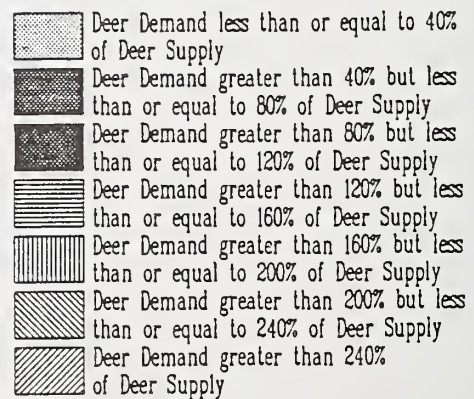 Deer Demand less than or equal to 40%
of Deer Supply
Deer Demand greater than 40% but less
than or equal to 80% of Deer Supply
Deer Demand greater than 80% but less
than or equal to 120% of Deer Supply
Deer Demand greater than 120% but less
than or equal to 160% of Deer Supply
Deer Demand greater than 160% but less
than or equal to 200% of Deer Supply
Deer Demand greater than 200% but less
than or equal to 240% of Deer Supply
Deer Demand greater than 240%
of Deer Supply